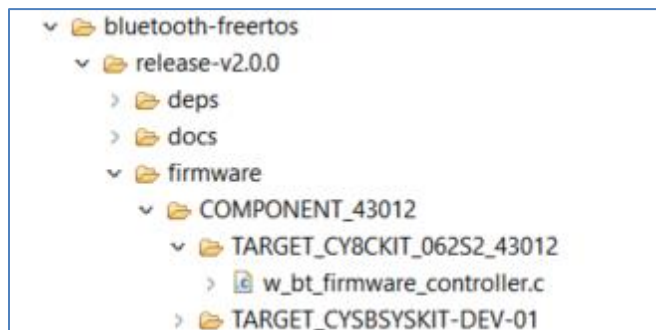 bluetooth-freertos
release-v2.0.0
deps
docs
firmware
COMPONENT_43012
TARGET_CY8CKIT_062S2_43012
w_bt_firmware_controller.c
TARGET_CYSBSYSKIT-DEV-01